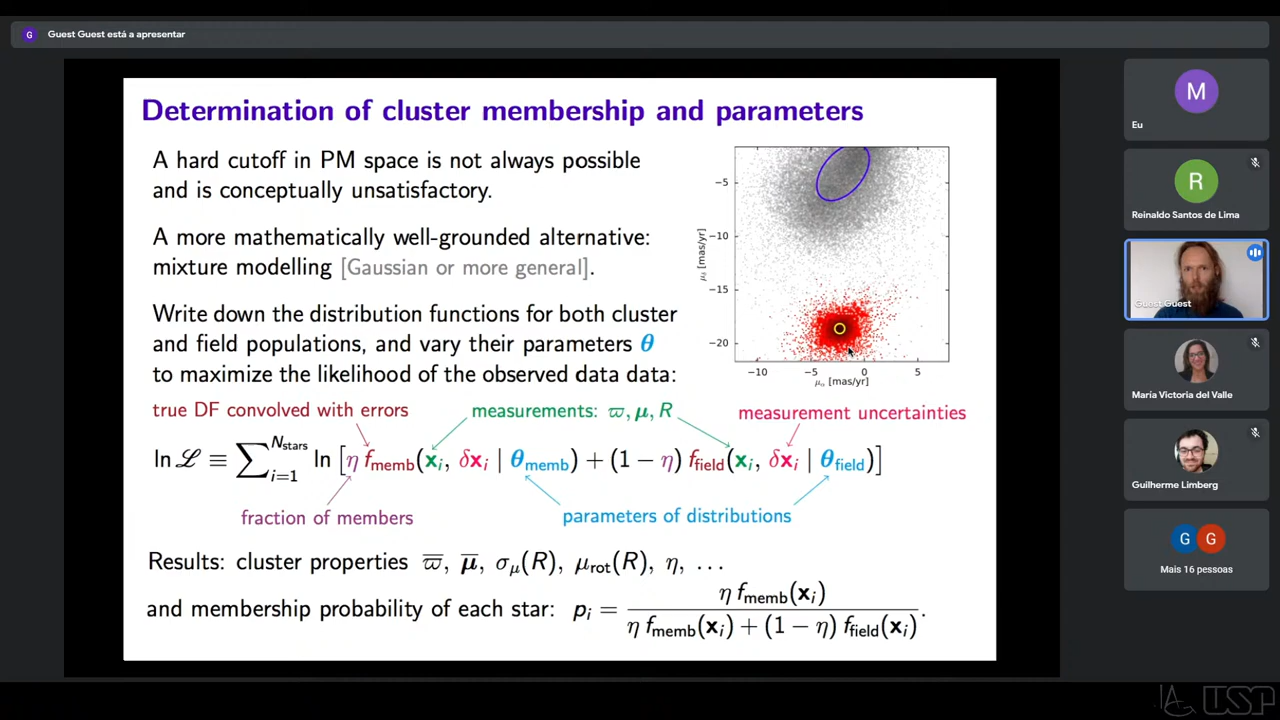 G Guest Guest está a apresentar
Determination of cluster membership and parameters
A hard cutoff in PM space is not always possible
and is conceptually unsatisfactory.
A more mathematically well-grounded alternative:
mixture modelling [Gaussian or more general].
Write down the distribution functions for both cluster
and field populations, and vary their parameters θ
to maximize the likelihood of the observed data data:
−5
−10
−15
−20
μδ [mas/yr]
−10 −5 0 5
μα [mas/yr]
true DF convolved with errors measurements: ϖ, μ, R measurement uncertainties
ln ℒ ≡ ∑_{i=1}^{N_stars} ln [η f_memb(x_i, δx_i | θ_memb) + (1 − η) f_field(x_i, δx_i | θ_field)]
fraction of members parameters of distributions
Results: cluster properties ϖ̅, μ̅, σ_μ(R), μ_rot(R), η, …
and membership probability of each star: p_i = η f_memb(x_i) / η f_memb(x_i) + (1 − η) f_field(x_i).
M
Eu
R
Reinaldo Santos de Lima
Guest Guest
María Victoria del Valle
Guilherme Limberg
G G
Mais 16 pessoas
USP